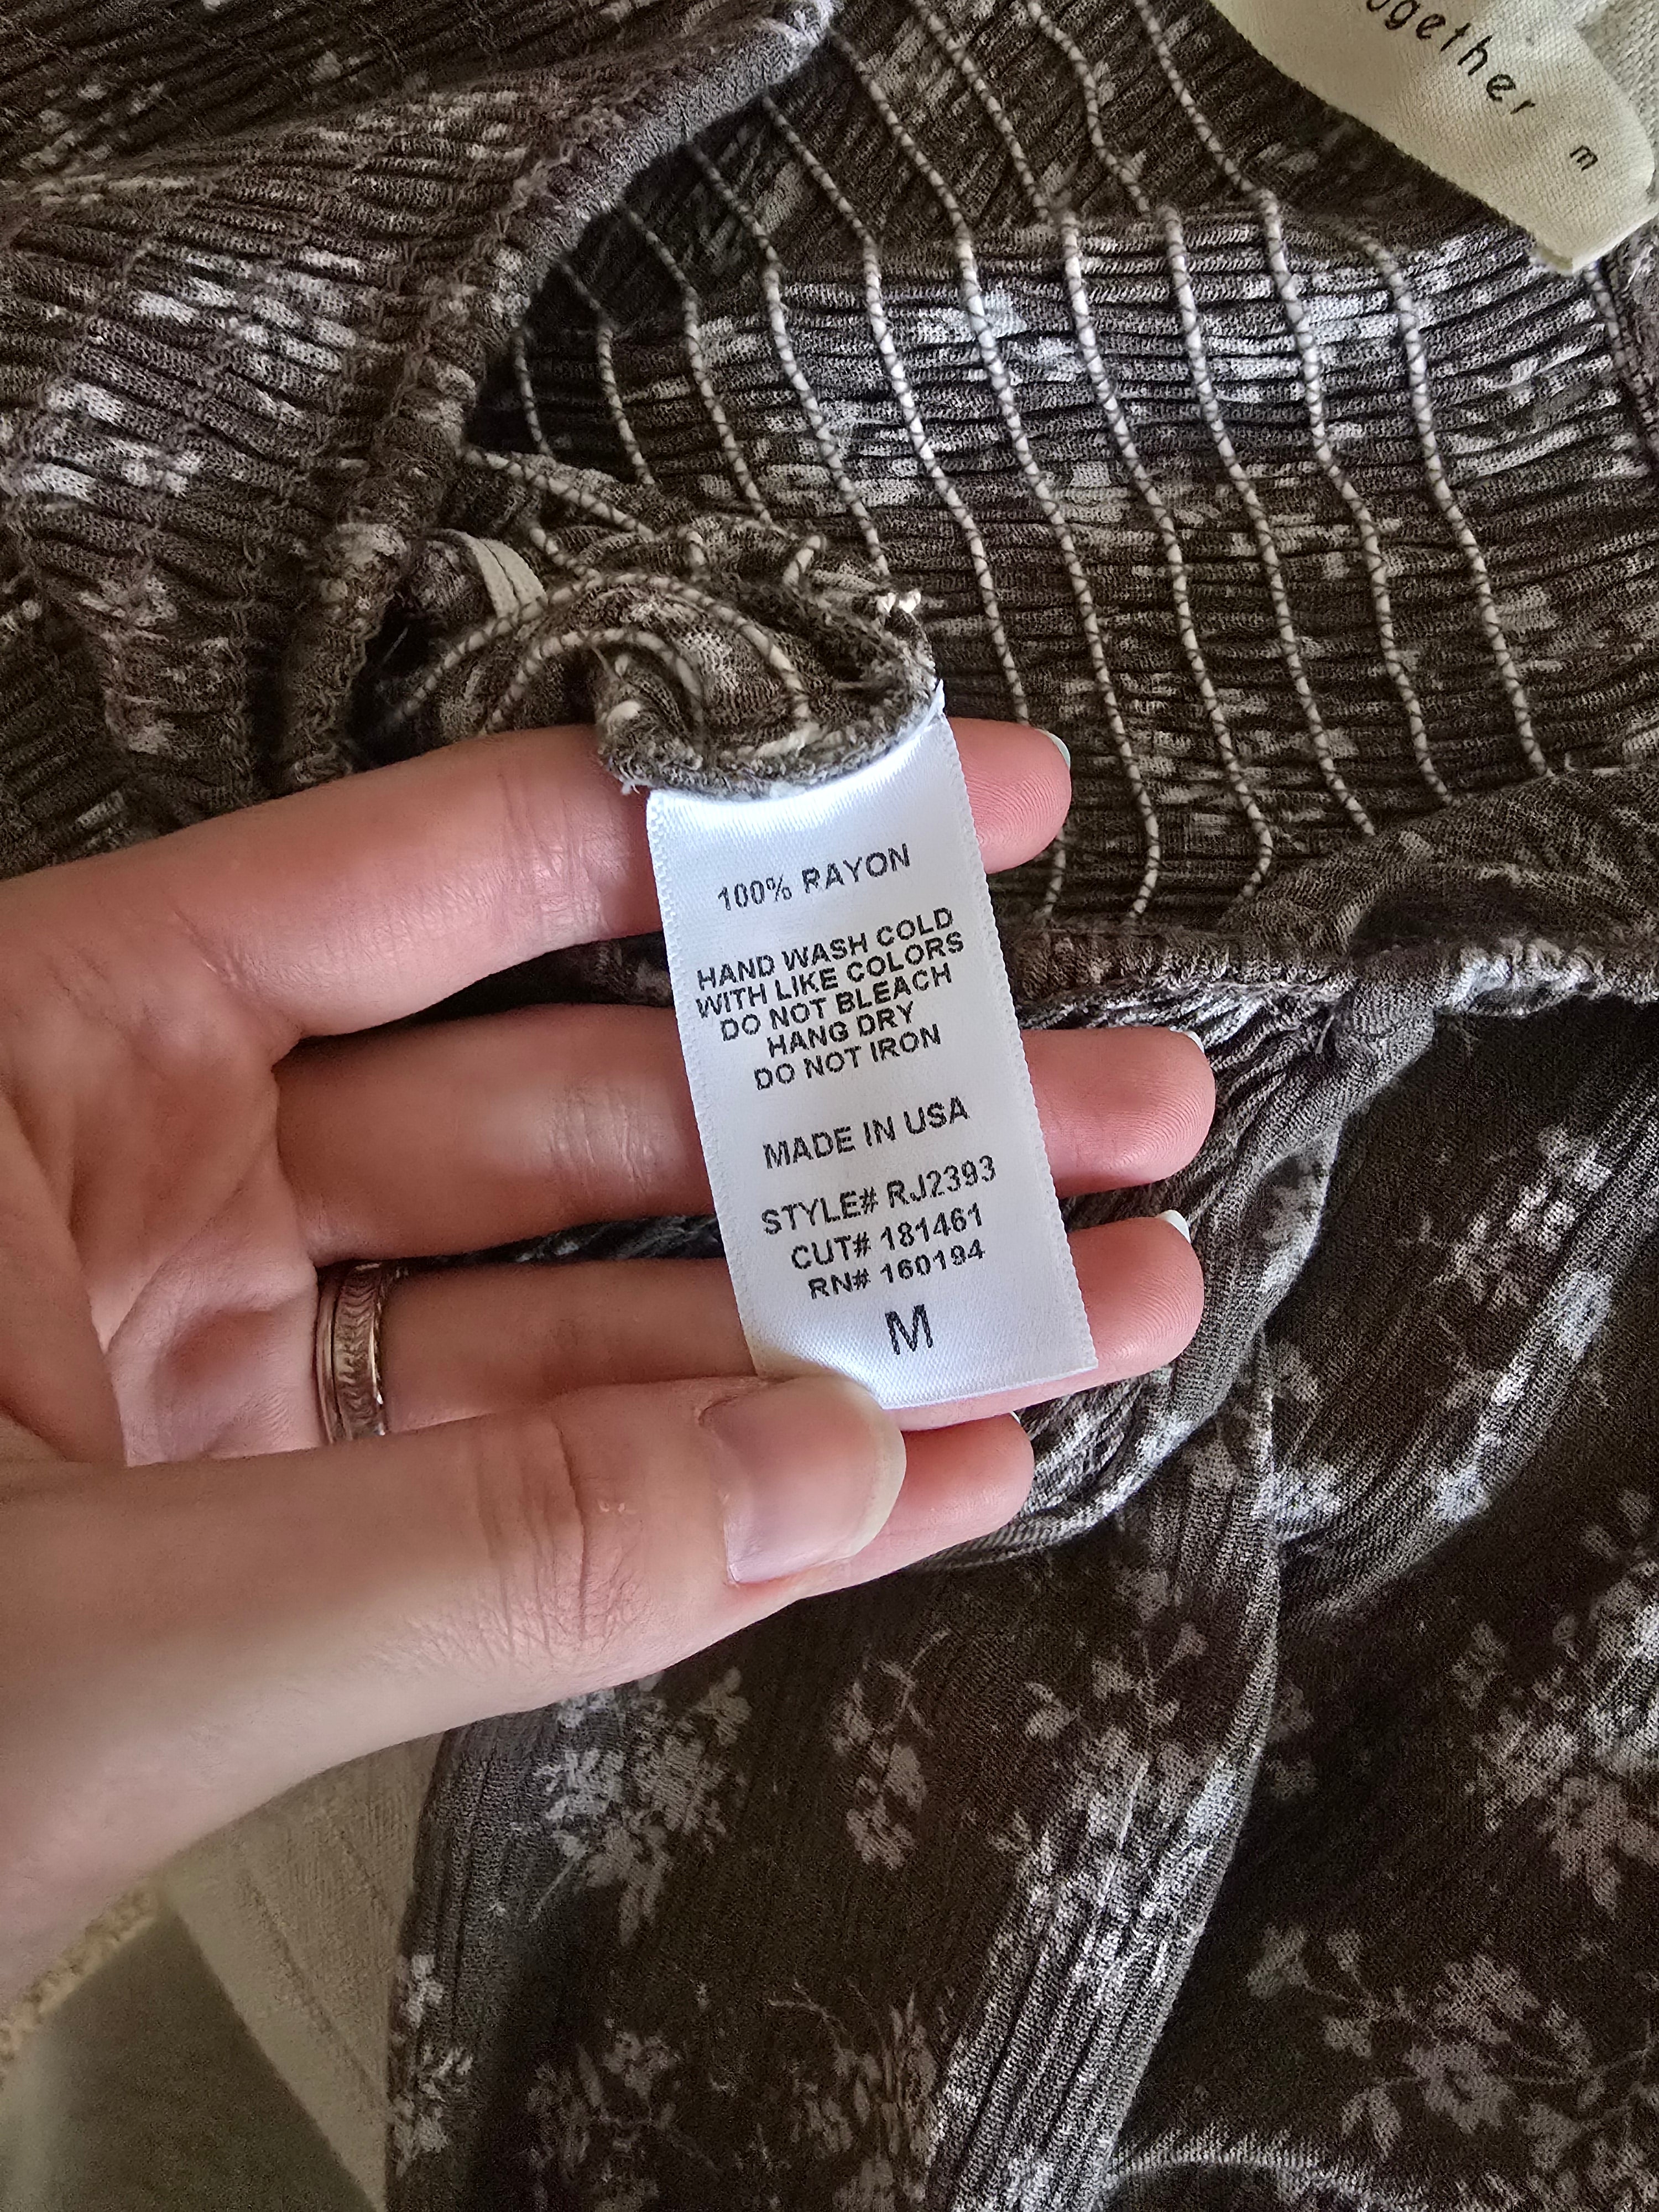 m
100% RAYON
HAND WASH COLD
WITH LIKE COLORS
DO NOT BLEACH
HANG DRY
DO NOT IRON
MADE IN USA
STYLE# RJ2393
CUT# 181461
RN# 160194
M